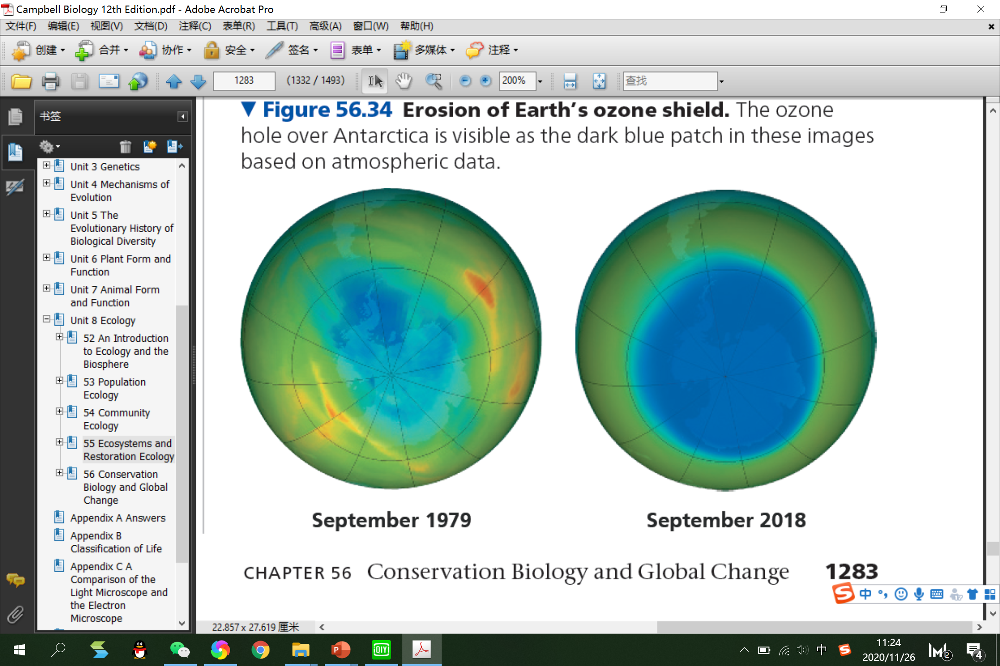 Campbell Biology 12th Edition.pdf - Adobe Acrobat Pro
文件(F) 编辑(E) 视图(V) 文档(D) 注释(C) 表单(R) 工具(T) 高级(A) 窗口(W) 帮助(H)
创建 合并 协作 安全 签名 表单 多媒体 注释
1283 (1332 / 1493) 200% 查找
书签
Unit 3 Genetics
Unit 4 Mechanisms of
Evolution
Unit 5 The
Evolutionary History of
Biological Diversity
Unit 6 Plant Form and
Function
Unit 7 Animal Form
and Function
Unit 8 Ecology
52 An Introduction
to Ecology and the
Biosphere
53 Population
Ecology
54 Community
Ecology
55 Ecosystems and
Restoration Ecology
56 Conservation
Biology and Global
Change
Appendix A Answers
Appendix B
Classification of Life
Appendix C A
Comparison of the
Light Microscope and
the Electron
Microscope
▼ Figure 56.34 Erosion of Earth's ozone shield. The ozone
hole over Antarctica is visible as the dark blue patch in these images
based on atmospheric data.
September 1979
September 2018
CHAPTER 56 Conservation Biology and Global Change 1283
中
22.857 x 27.619 厘米
iQIYI
中
11:24
2020/11/26
2
4